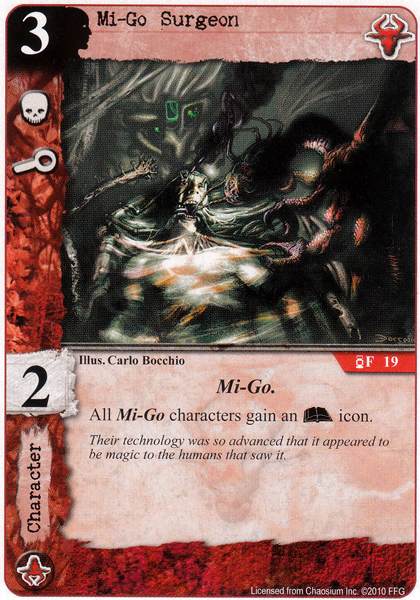 3
Mi-Go Surgeon
Illus. Carlo Bocchio
F 19
2
Mi-Go.
All Mi-Go characters gain an icon.
Their technology was so advanced that it appeared
to be magic to the humans that saw it.
Character
Licensed from Chaosium Inc. ©2010 FFG